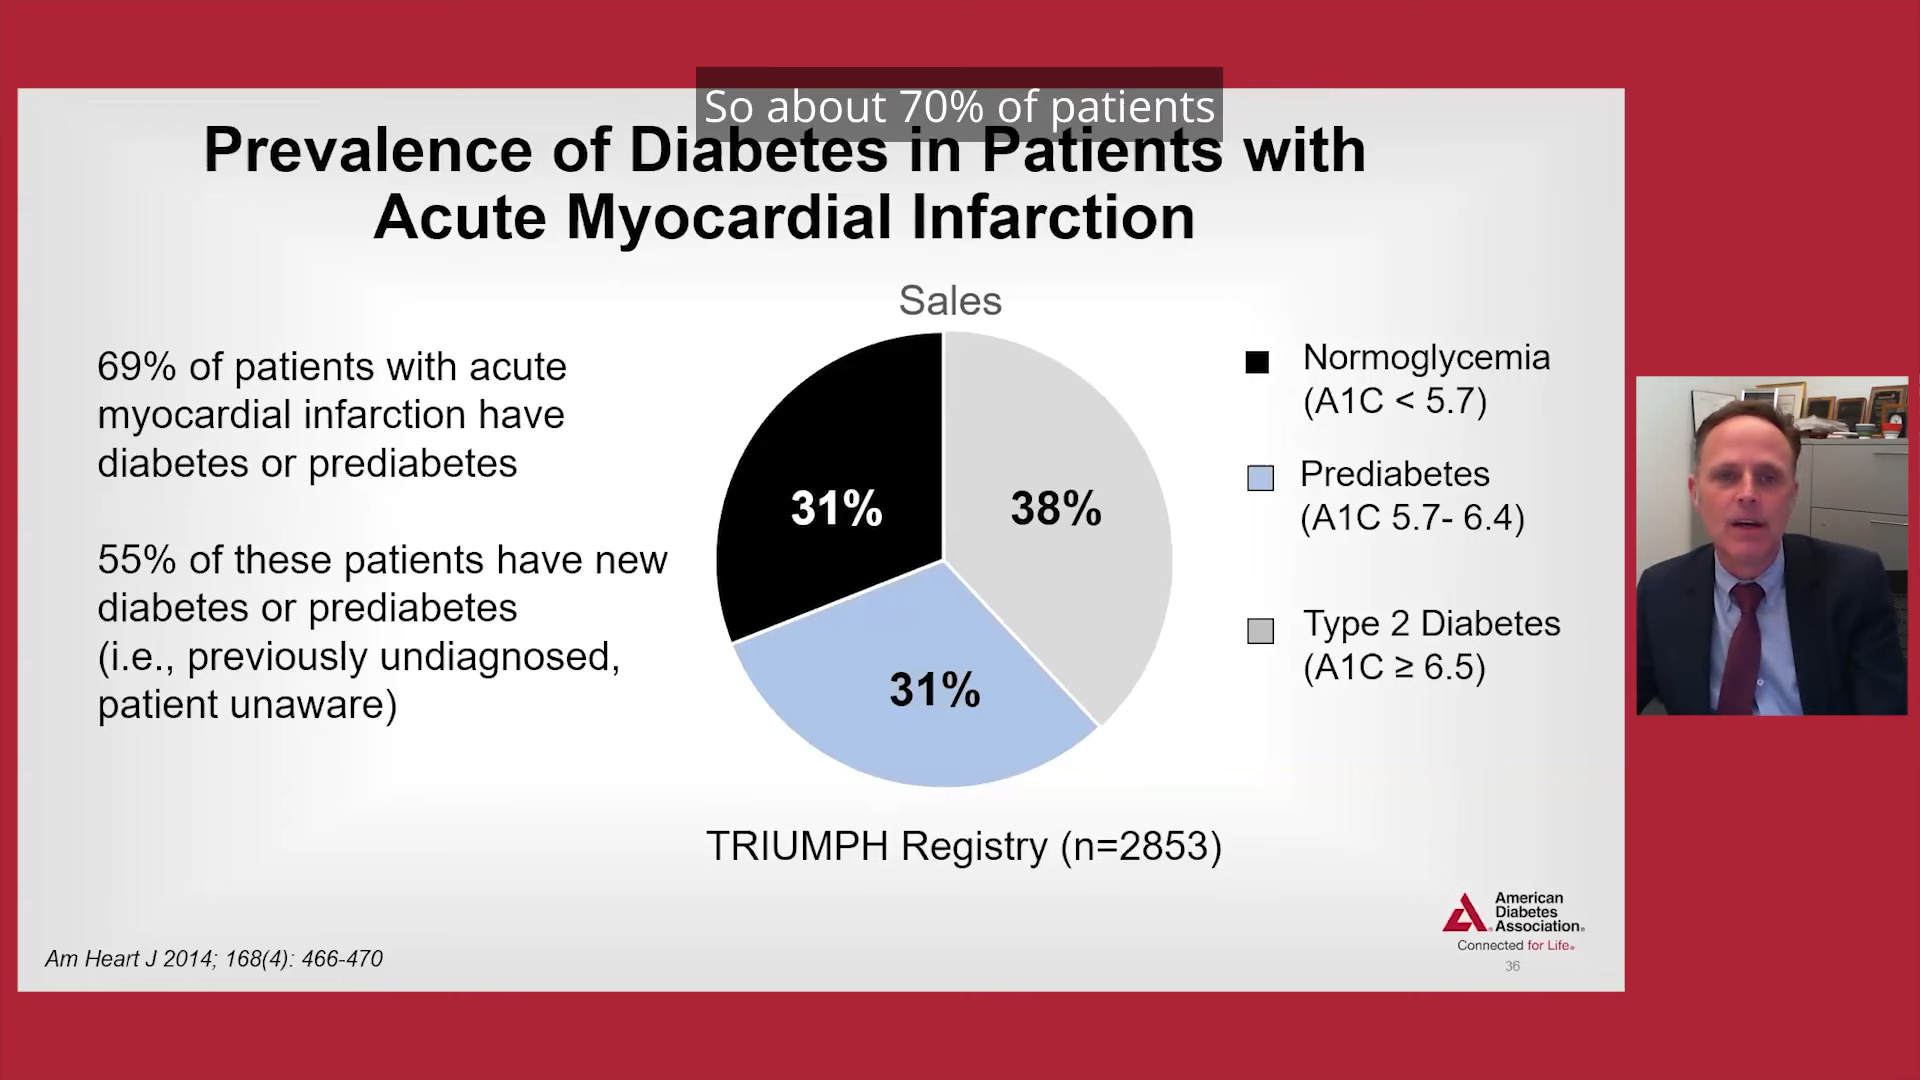 So about 70% of patients
Prevalence of Diabetes in Patients with
Acute Myocardial Infarction
Sales
69% of patients with acute
myocardial infarction have
diabetes or prediabetes
55% of these patients have new
diabetes or prediabetes
(i.e., previously undiagnosed,
patient unaware)
31%
38%
31%
Normoglycemia
(A1C < 5.7)
Prediabetes
(A1C 5.7- 6.4)
Type 2 Diabetes
(A1C ≥ 6.5)
TRIUMPH Registry (n=2853)
American
Diabetes
Association®
Connected for Life®
36
Am Heart J 2014; 168(4): 466-470